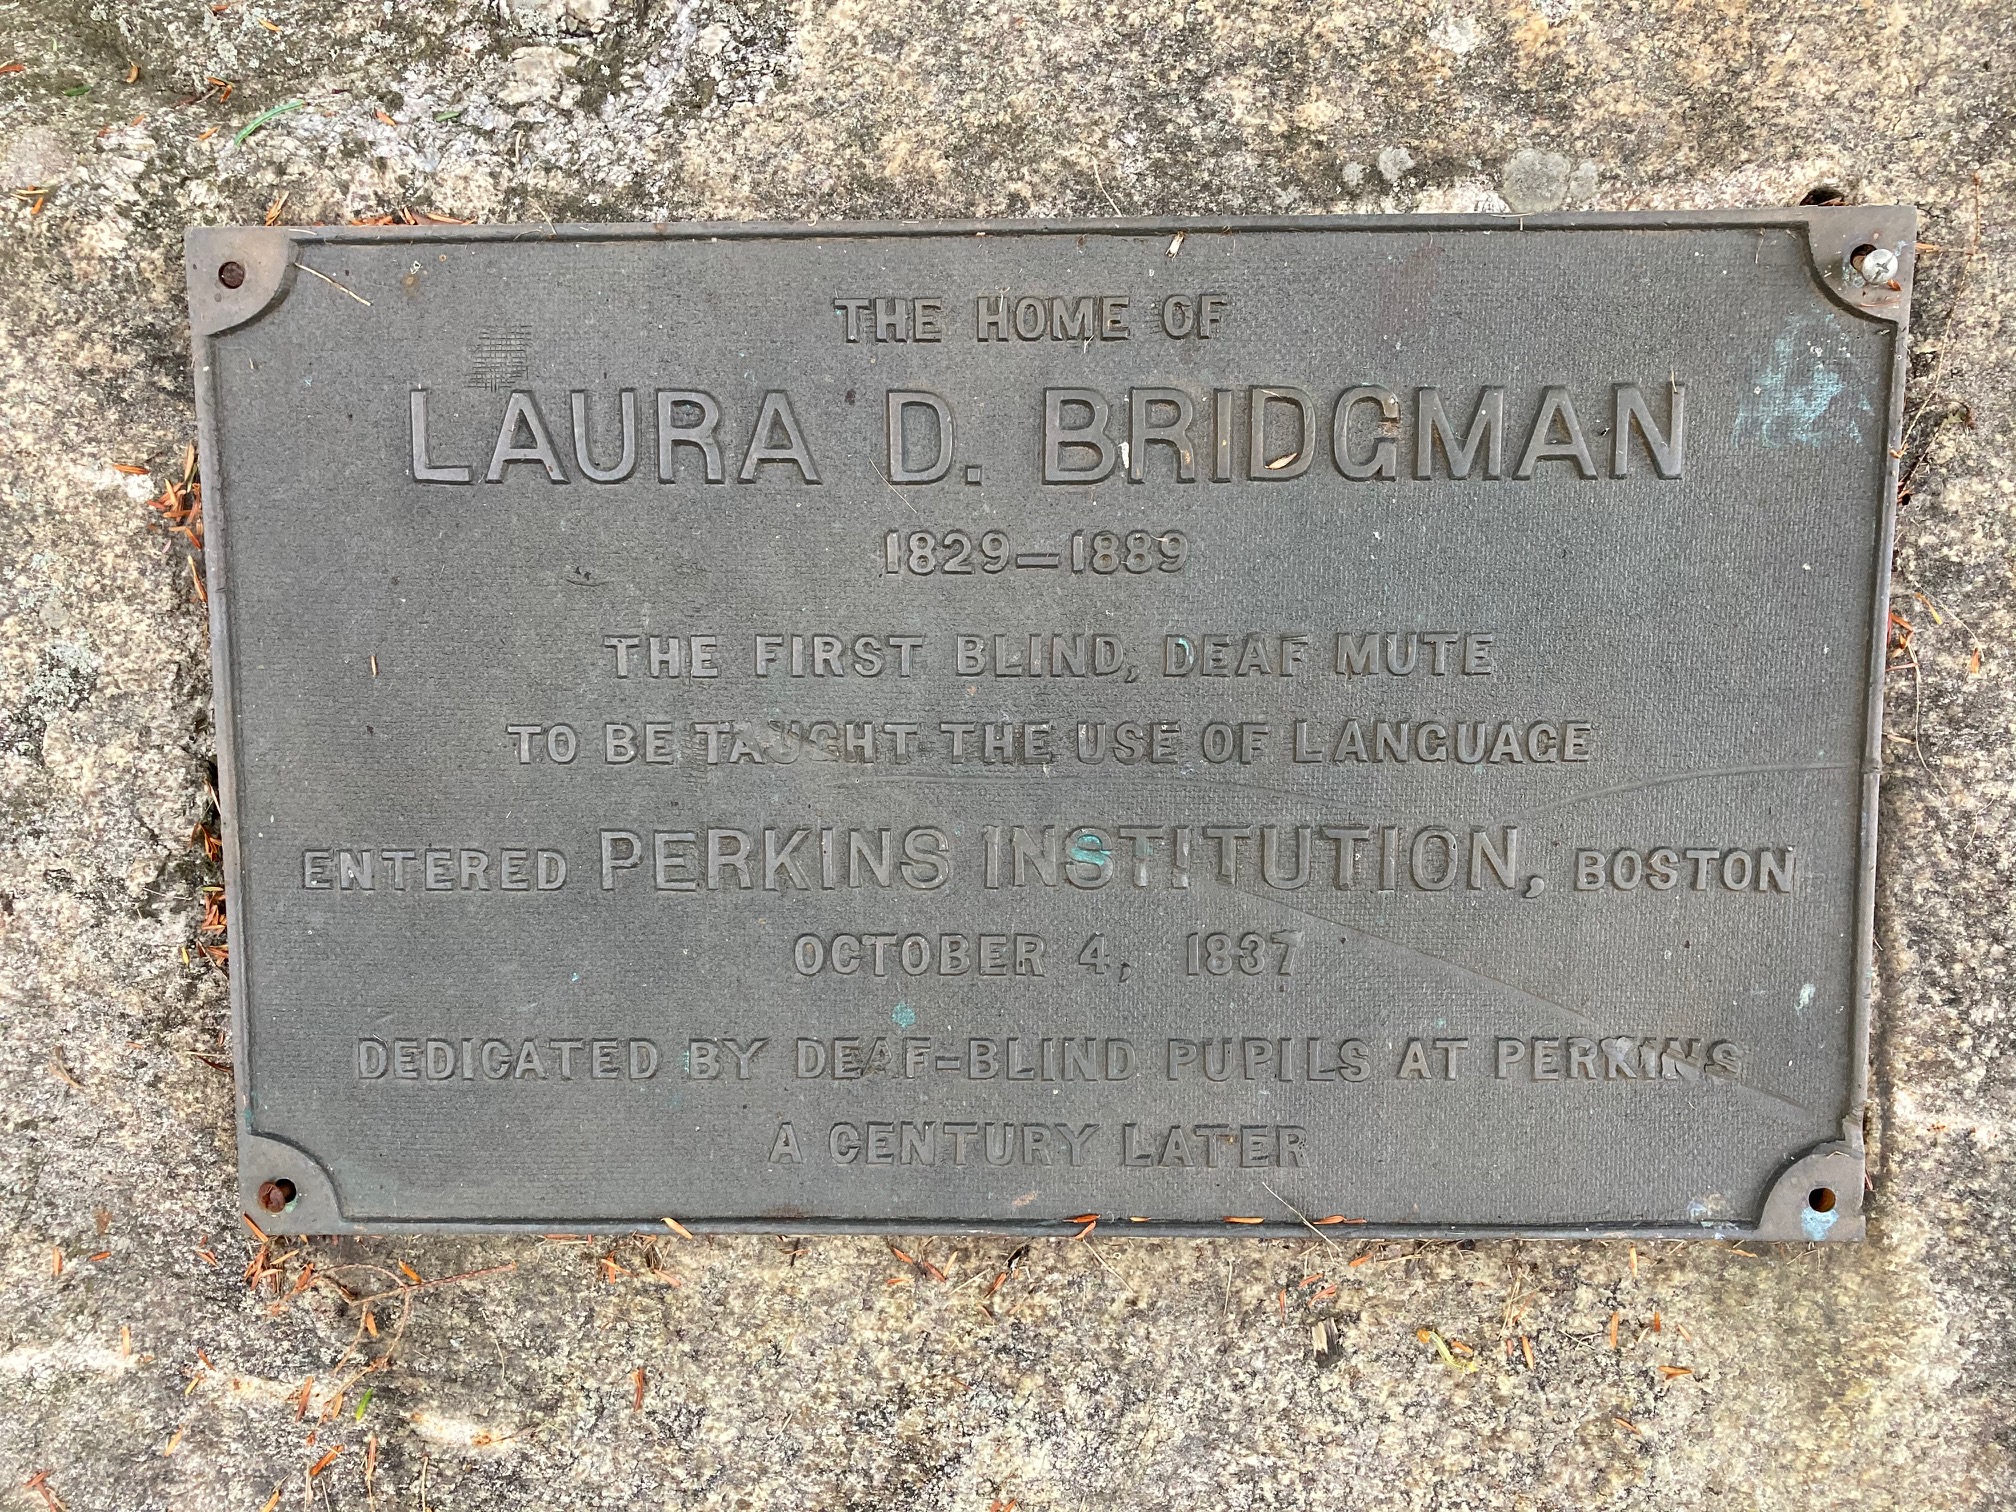 THE HOME OF
LAURA D. BRIDGMAN
1829—1889
THE FIRST BLIND, DEAF MUTE
TO BE TAUGHT THE USE OF LANGUAGE
ENTERED PERKINS INSTITUTION, BOSTON
OCTOBER 4, 1837
DEDICATED BY DEAF-BLIND PUPILS AT PERKINS
A CENTURY LATER